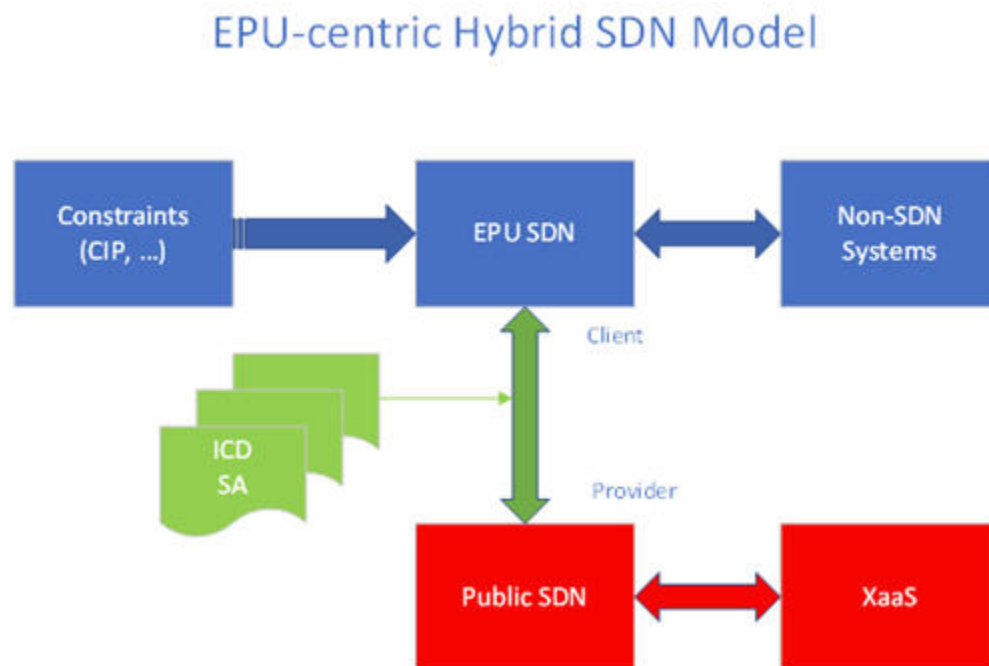 EPU-centric Hybrid SDN Model
Constraints
(CIP, ...)
EPU SDN
Non-SDN
Systems
Client
ICD
SA
Provider
Public SDN
XaaS